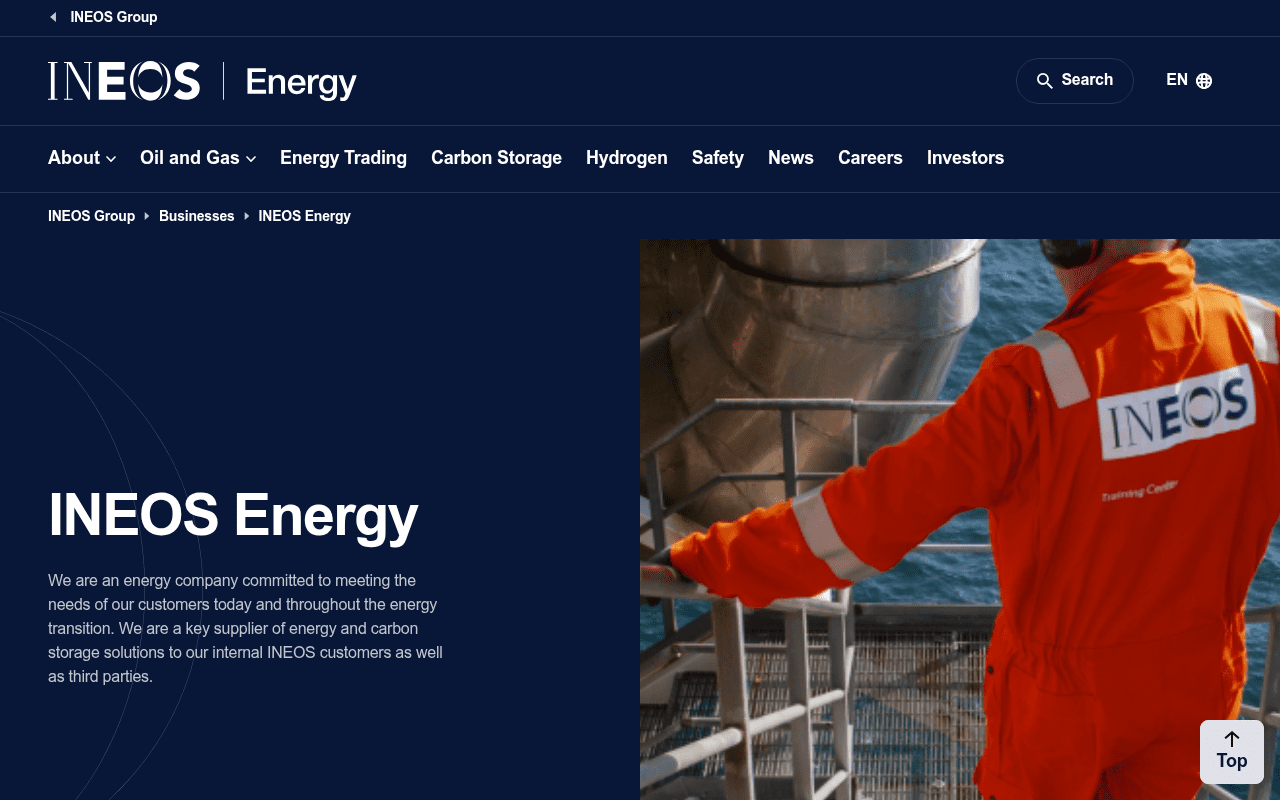 INEOS Group
INEOS Energy
Search
EN
About
Oil and Gas
Energy Trading
Carbon Storage
Hydrogen
Safety
News
Careers
Investors
INEOS Group
Businesses
INEOS Energy
INEOS
Training Center
INEOS Energy
We are an energy company committed to meeting the
needs of our customers today and throughout the energy
transition. We are a key supplier of energy and carbon
storage solutions to our internal INEOS customers as well
as third parties.
Top